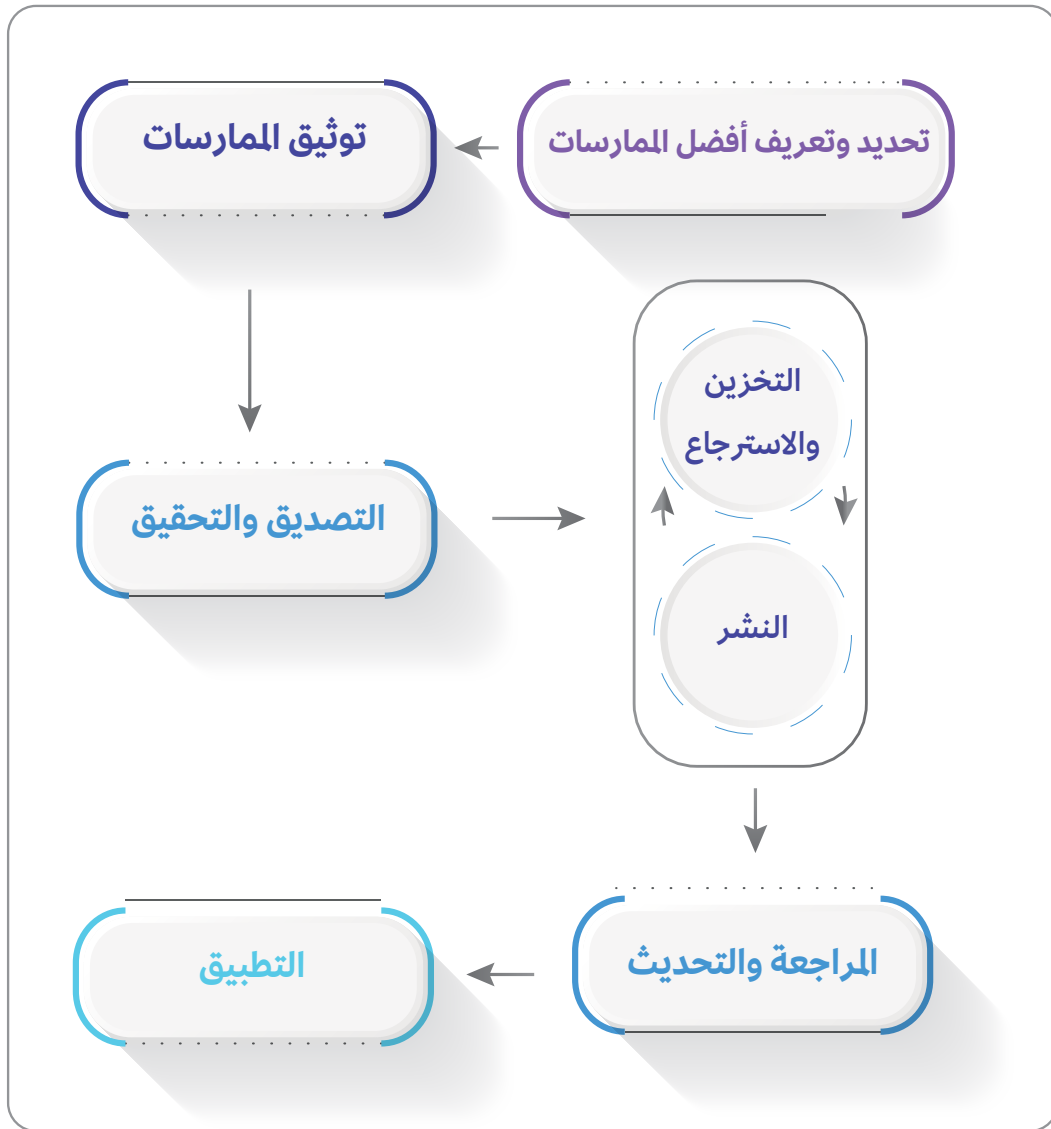 تحديد وتعريف أفضل الممارسات
توثيق الممارسات
التصديق والتحقيق
التخزين
والاسترجاع
النشر
المراجعة والتحديث
التطبيق